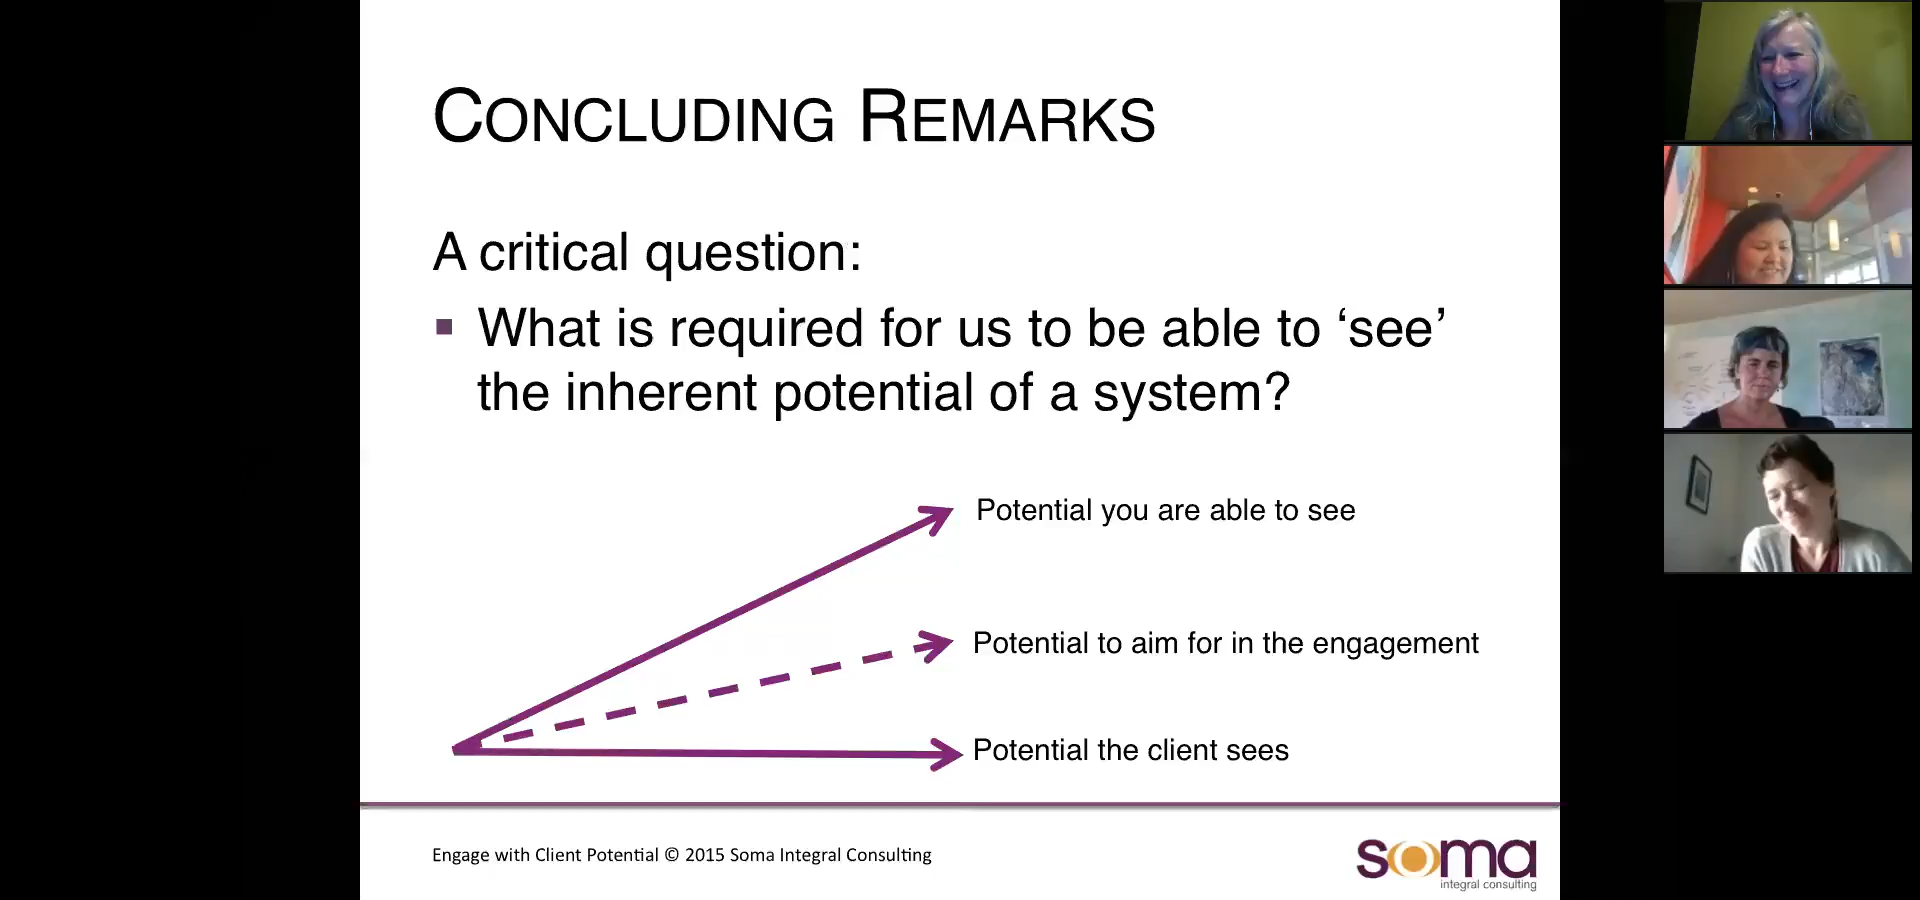 CONCLUDING REMARKS
A critical question:
▪ What is required for us to be able to ‘see’
the inherent potential of a system?
Potential you are able to see
Potential to aim for in the engagement
Potential the client sees
Engage with Client Potential © 2015 Soma Integral Consulting
soma
integral consulting